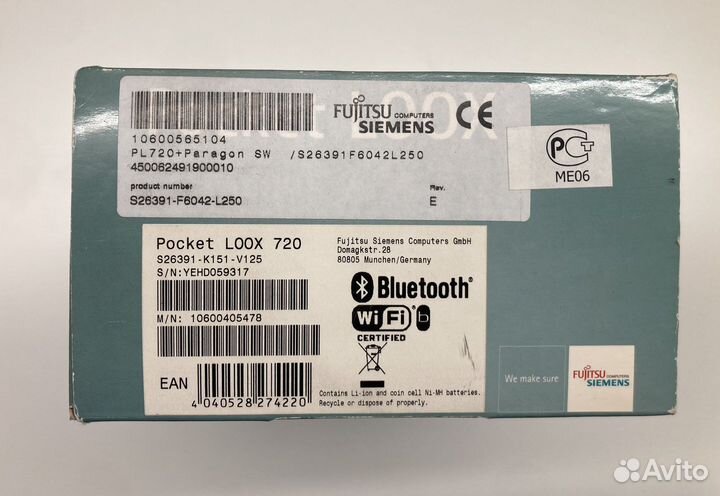 Pocket LOOX
FUJITSU COMPUTERS
SIEMENS
CE
10600565104
PL720+Paragon SW /S26391F6042L250
450062491900010
product number
Rev.
S26391-F6042-L250
E
РСТ
ME06
Pocket LOOX 720
S26391-K151-V125
S/N:YEHD059317
M/N: 10600405478
EAN
4 040528 274220
Fujitsu Siemens Computers GmbH
Domagkstr.28
80805 Munchen/Germany
Bluetooth®
Wi Fi b
CERTIFIED
Contains Li-ion and coin cell Ni-MH batteries.
Recycle or dispose of properly.
We make sure
FUJITSU COMPUTERS
SIEMENS
Avito